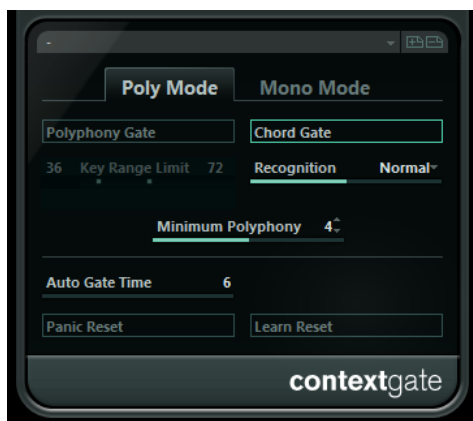 -
Poly Mode Mono Mode
Polyphony Gate Chord Gate
36 Key Range Limit 72 Recognition Normal
Minimum Polyphony 4
Auto Gate Time 6
Panic Reset Learn Reset
contextgate